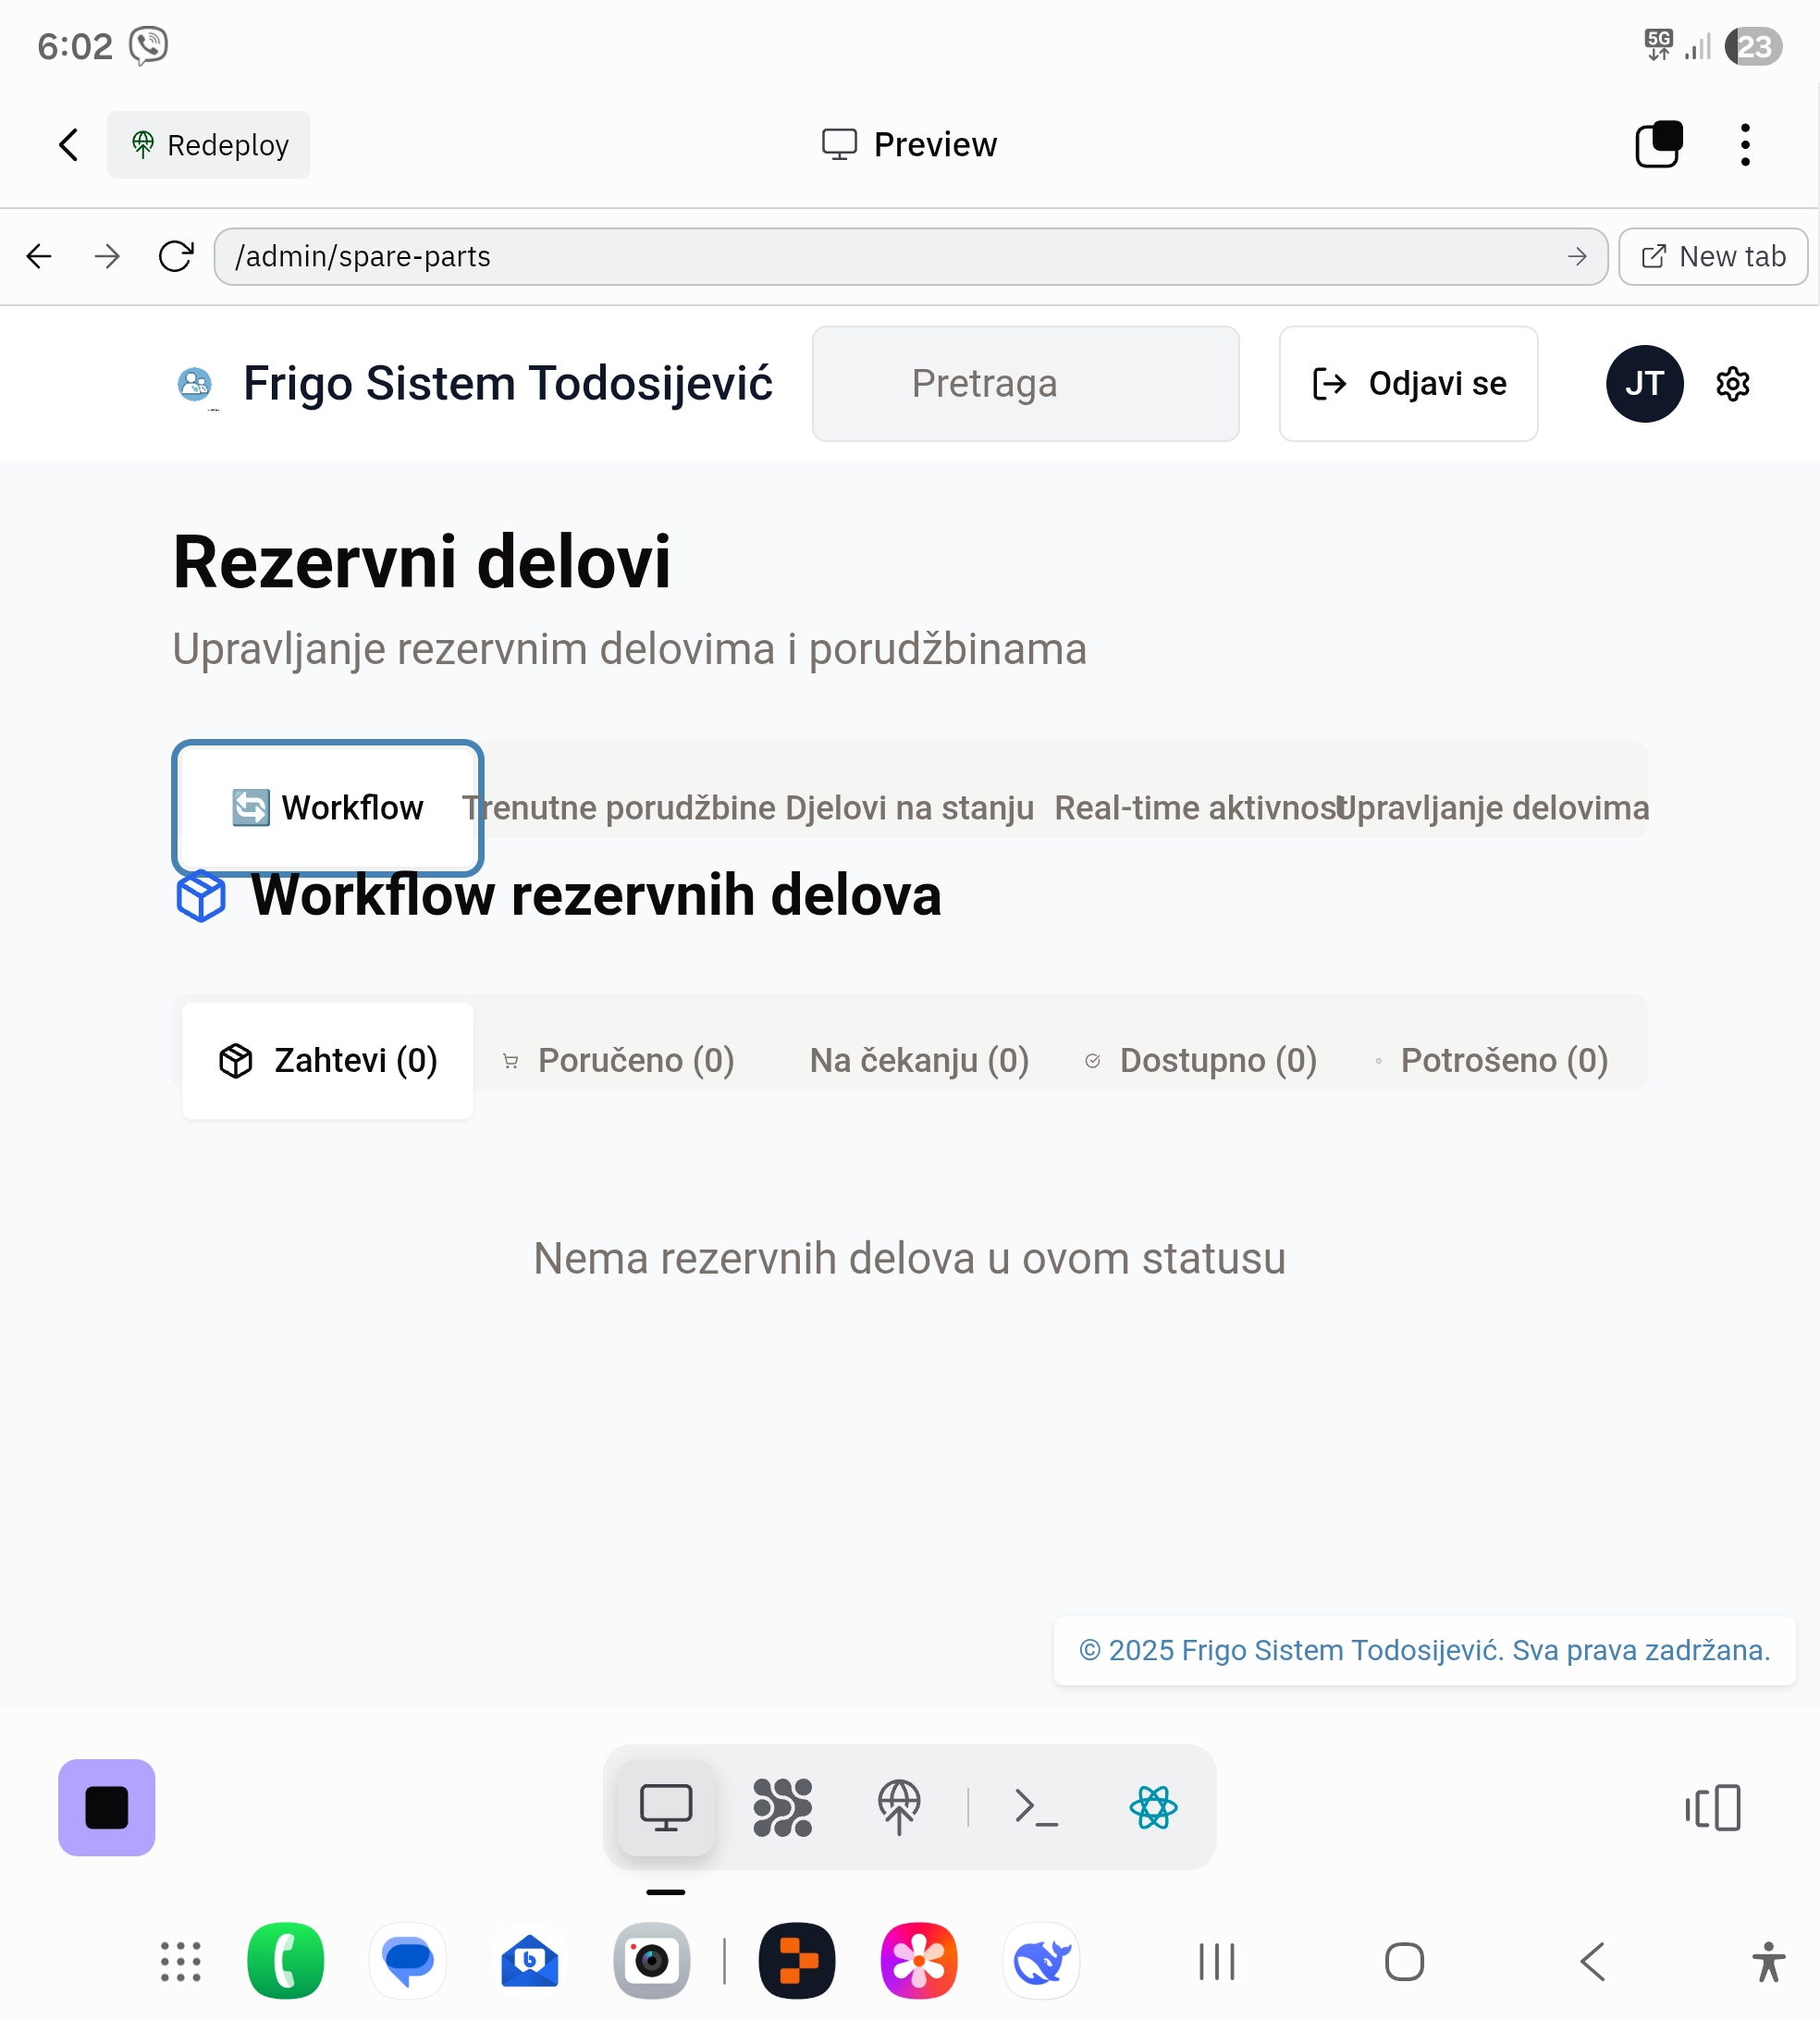 6:02
5G
23
Redeploy
Preview
/admin/spare-parts
New tab
Frigo Sistem Todosijević
Pretraga
Odjavi se
JT
Rezervni delovi
Upravljanje rezervnim delovima i porudžbinama
Workflow
Trenutne porudžbine
Djelovi na stanju
Real-time aktivnost
Upravljanje delovima
Workflow rezervnih delova
Zahtevi (0)
Poručeno (0)
Na čekanju (0)
Dostupno (0)
Potrošeno (0)
Nema rezervnih delova u ovom statusu
© 2025 Frigo Sistem Todosijević. Sva prava zadržana.